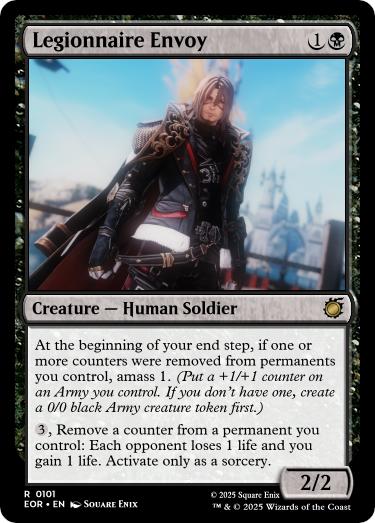 Legionnaire Envoy 1
Creature — Human Soldier
At the beginning of your end step, if one
or more counters were removed from permanents
you control, amass 1. (Put a +1/+1 counter on
an Army you control. If you don't have one, create
a 0/0 black Army creature token first.)
3, Remove a counter from a permanent you
control: Each opponent loses 1 life and you
gain 1 life. Activate only as a sorcery.
2/2
R 0101
EOR • EN SQUARE ENIX
© 2025 Square Enix
™ & © 2025 Wizards of the Coast